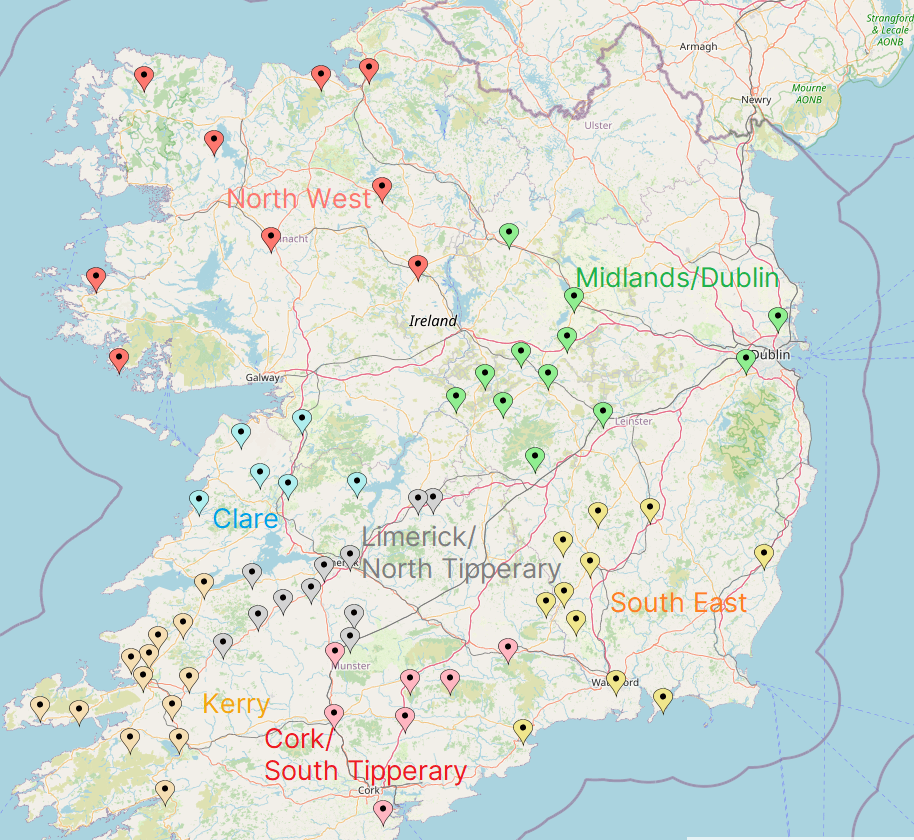 Strangford
& Lecale
AONB
Armagh
Mourne
AONB
Newry
Ulster
North West
Midlands/Dublin
Ireland
Dublin
Galway
Leinster
Clare
Limerick/
North Tipperary
South East
Munster
Kerry
Cork/
South Tipperary
Cork